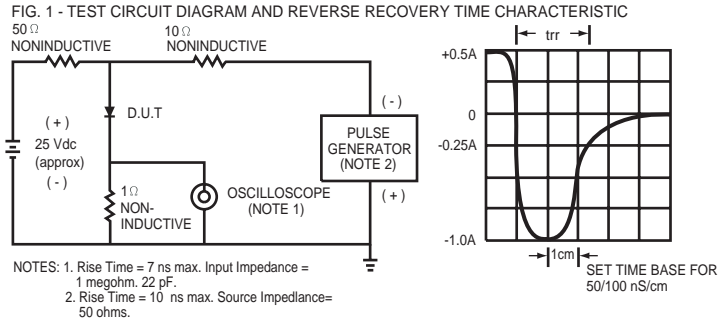 FIG. 1 - TEST CIRCUIT DIAGRAM AND REVERSE RECOVERY TIME CHARACTERISTIC
50 Ω
NONINDUCTIVE
10 Ω
NONINDUCTIVE
( + )
25 Vdc
(approx)
( - )
D.U.T
1 Ω
NON-
INDUCTIVE
OSCILLOSCOPE
(NOTE 1)
( - )
PULSE
GENERATOR
(NOTE 2)
( + )
NOTES: 1. Rise Time = 7 ns max. Input Impedance =
1 megohm. 22 pF.
2. Rise Time = 10 ns max. Source Impedlance=
50 ohms.
trr
+0.5A
0
-0.25A
-1.0A
1cm
SET TIME BASE FOR
50/100 nS/cm